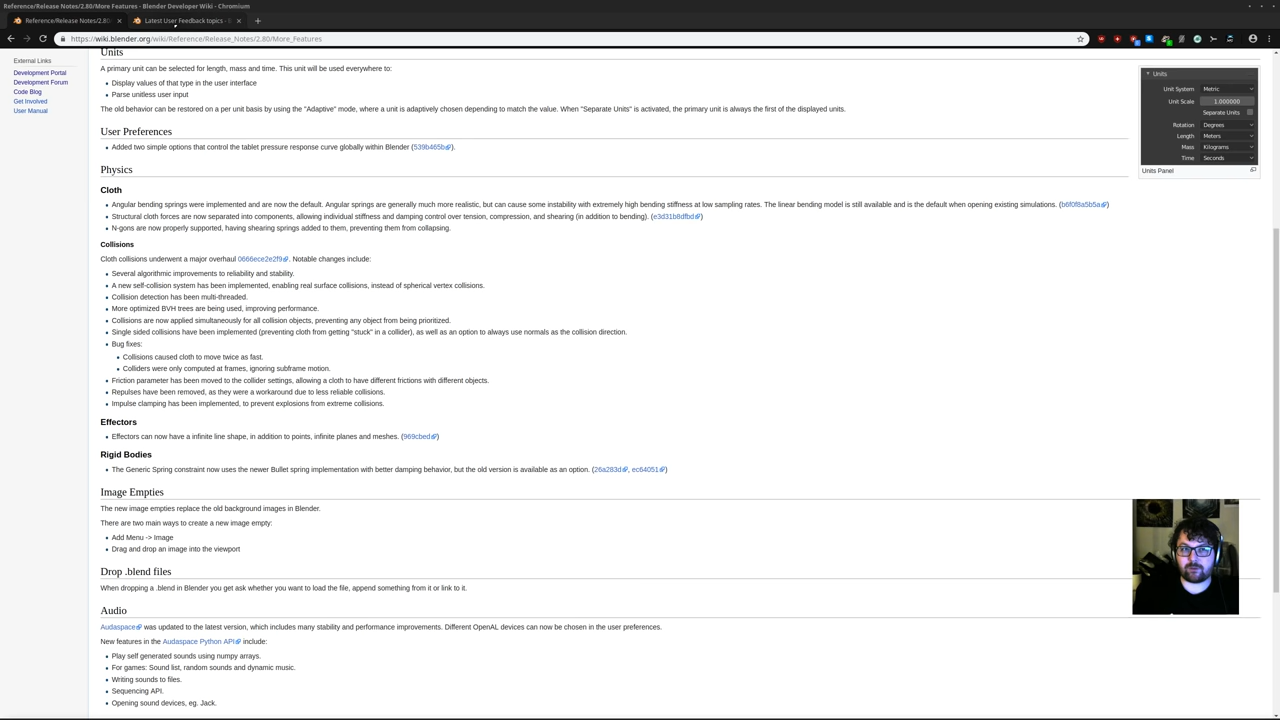 Reference/Release Notes/2.80/More Features - Blender Developer Wiki - Chromium
Reference/Release Notes/2.80
Latest User Feedback topics -
https://wiki.blender.org/wiki/Reference/Release_Notes/2.80/More_Features
External Links
Development Portal
Development Forum
Code Blog
Get Involved
User Manual
Units
A primary unit can be selected for length, mass and time. This unit will be used everywhere to:
Display values of that type in the user interface
Parse unitless user input
The old behavior can be restored on a per unit basis by using the "Adaptive" mode, where a unit is adaptively chosen depending to match the value. When "Separate Units" is activated, the primary unit is always the first of the displayed units.
Units
Unit System Metric
Unit Scale 1.000000
Separate Units
Rotation Degrees
Length Meters
Mass Kilograms
Time Seconds
Units Panel
User Preferences
Added two simple options that control the tablet pressure response curve globally within Blender (539b465b).
Physics
Cloth
Angular bending springs were implemented and are now the default. Angular springs are generally much more realistic, but can cause some instability with extremely high bending stiffness at low sampling rates. The linear bending model is still available and is the default when opening existing simulations. (b6f0f8a5b5a)
Structural cloth forces are now separated into components, allowing individual stiffness and damping control over tension, compression, and shearing (in addition to bending). (e3d31b8dfbd)
N-gons are now properly supported, having shearing springs added to them, preventing them from collapsing.
Collisions
Cloth collisions underwent a major overhaul 0666ece2e2f9. Notable changes include:
Several algorithmic improvements to reliability and stability.
A new self-collision system has been implemented, enabling real surface collisions, instead of spherical vertex collisions.
Collision detection has been multi-threaded.
More optimized BVH trees are being used, improving performance.
Collisions are now applied simultaneously for all collision objects, preventing any object from being prioritized.
Single sided collisions have been implemented (preventing cloth from getting "stuck" in a collider), as well as an option to always use normals as the collision direction.
Bug fixes:
Collisions caused cloth to move twice as fast.
Colliders were only computed at frames, ignoring subframe motion.
Friction parameter has been moved to the collider settings, allowing a cloth to have different frictions with different objects.
Repulses have been removed, as they were a workaround due to less reliable collisions.
Impulse clamping has been implemented, to prevent explosions from extreme collisions.
Effectors
Effectors can now have a infinite line shape, in addition to points, infinite planes and meshes. (969cbed)
Rigid Bodies
The Generic Spring constraint now uses the newer Bullet spring implementation with better damping behavior, but the old version is available as an option. (26a283d, ec64051)
Image Empties
The new image empties replace the old background images in Blender.
There are two main ways to create a new image empty:
Add Menu -> Image
Drag and drop an image into the viewport
Drop .blend files
When dropping a .blend in Blender you get ask whether you want to load the file, append something from it or link to it.
Audio
Audaspace was updated to the latest version, which includes many stability and performance improvements. Different OpenAL devices can now be chosen in the user preferences.
New features in the Audaspace Python API include:
Play self generated sounds using numpy arrays.
For games: Sound list, random sounds and dynamic music.
Writing sounds to files.
Sequencing API.
Opening sound devices, eg. Jack.